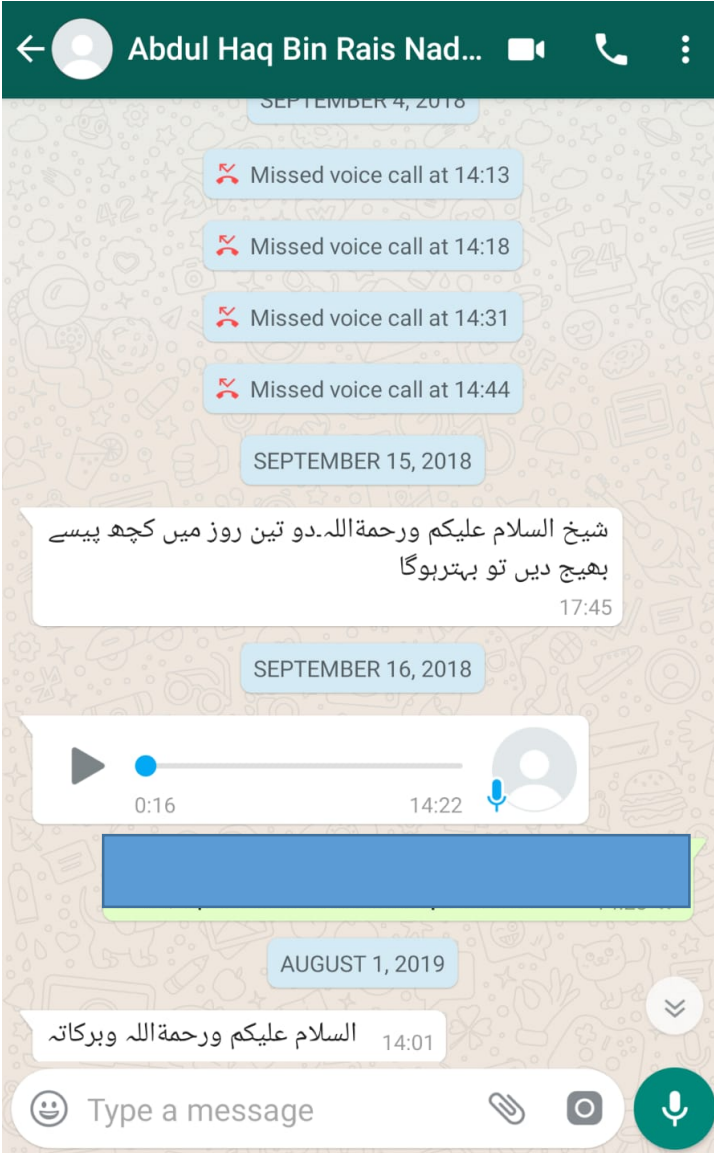 Abdul Haq Bin Rais Nad...
SEPTEMBER 4, 2018
Missed voice call at 14:13
Missed voice call at 14:18
Missed voice call at 14:31
Missed voice call at 14:44
SEPTEMBER 15, 2018
شیخ السلام علیکم ورحمةاللہ۔دو تین روز میں کچھ پیسے
بھیج دیں تو بہترہوگا
17:45
SEPTEMBER 16, 2018
0:16 14:22
AUGUST 1, 2019
السلام علیکم ورحمةاللہ وبرکاتہ
14:01
Type a message